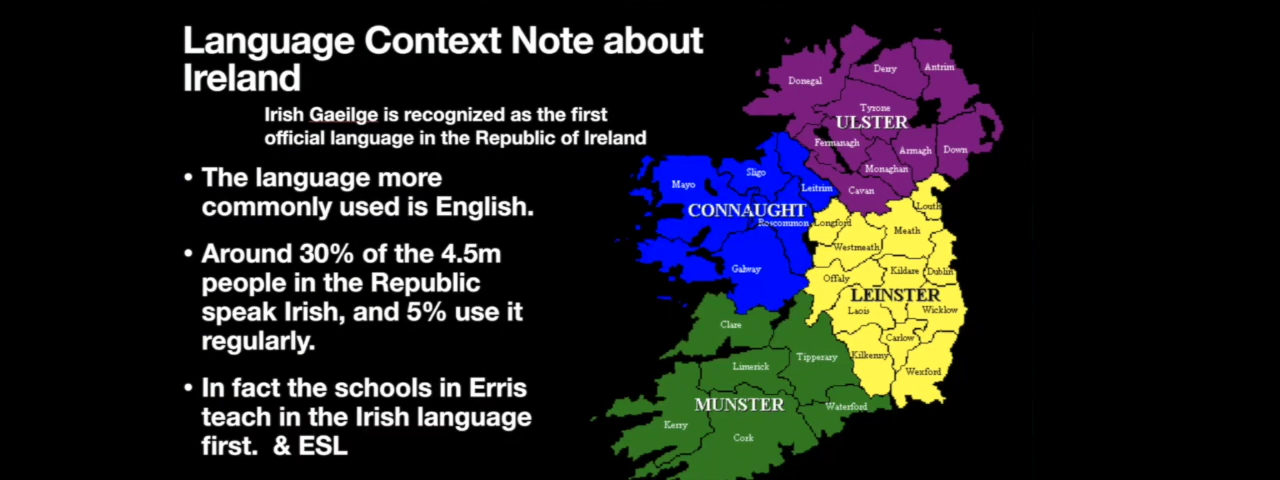 Language Context Note about
Ireland
Irish Gaeilge is recognized as the first
official language in the Republic of Ireland
• The language more
commonly used is English.
• Around 30% of the 4.5m
people in the Republic
speak Irish, and 5% use it
regularly.
• In fact the schools in Erris
teach in the Irish language
first.  & ESL
Donegal
Derry
Antrim
Tyrone
ULSTER
Fermanagh
Armagh
Down
Monaghan
Cavan
Mayo
Sligo
Leitrim
CONNAUGHT
Roscommon
Galway
Louth
Longford
Meath
Westmeath
Offaly
Kildare
Dublin
LEINSTER
Laois
Wicklow
Carlow
Kilkenny
Wexford
Clare
Limerick
Tipperary
MUNSTER
Waterford
Kerry
Cork